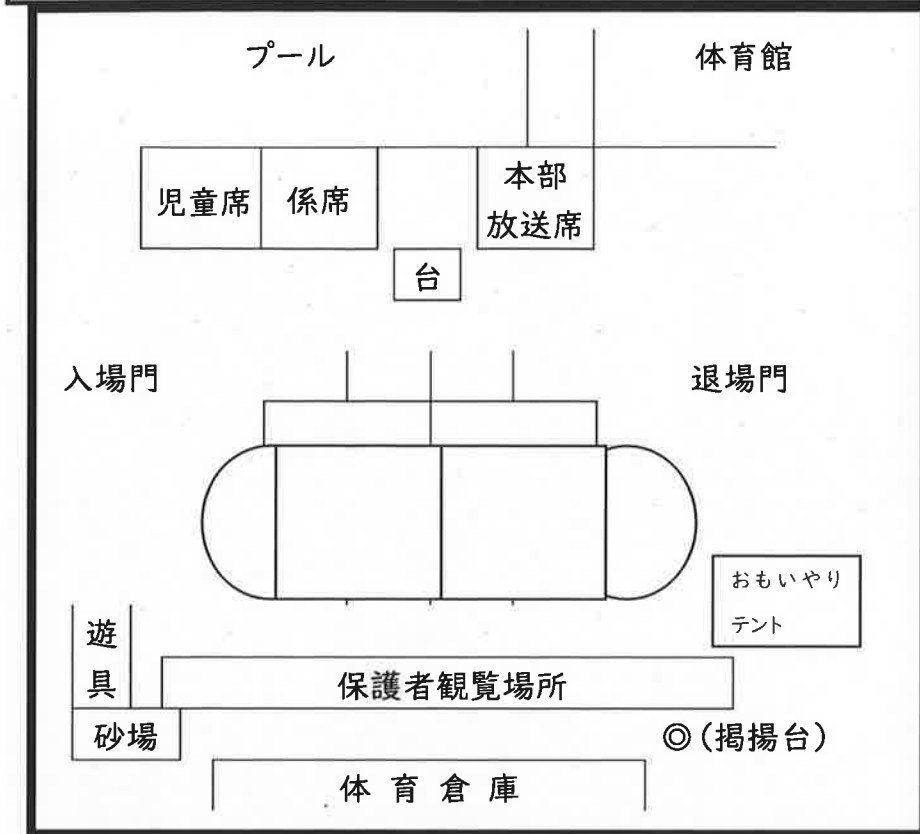 プール
体育館
児童席
係席
本部
放送席
台
入場門
退場門
おもいやり
テント
遊
具
保護者観覧場所
砂場
◎(掲揚台)
体育倉庫